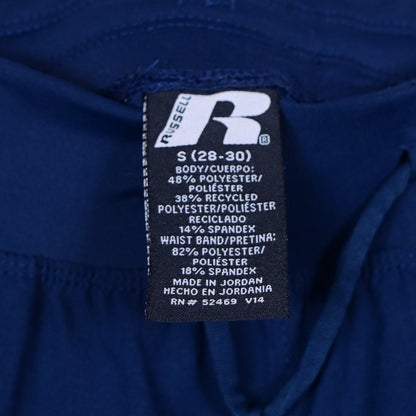 RUSSELL
R®
S (28-30)
BODY/CUERPO:
48% POLYESTER/
POLIÉSTER
38% RECYCLED
POLYESTER/POLIÉSTER
RECICLADO
14% SPANDEX
WAIST BAND/PRETINA:
82% POLYESTER/
POLIÉSTER
18% SPANDEX
MADE IN JORDAN
HECHO EN JORDANIA
RN# 52469 V14